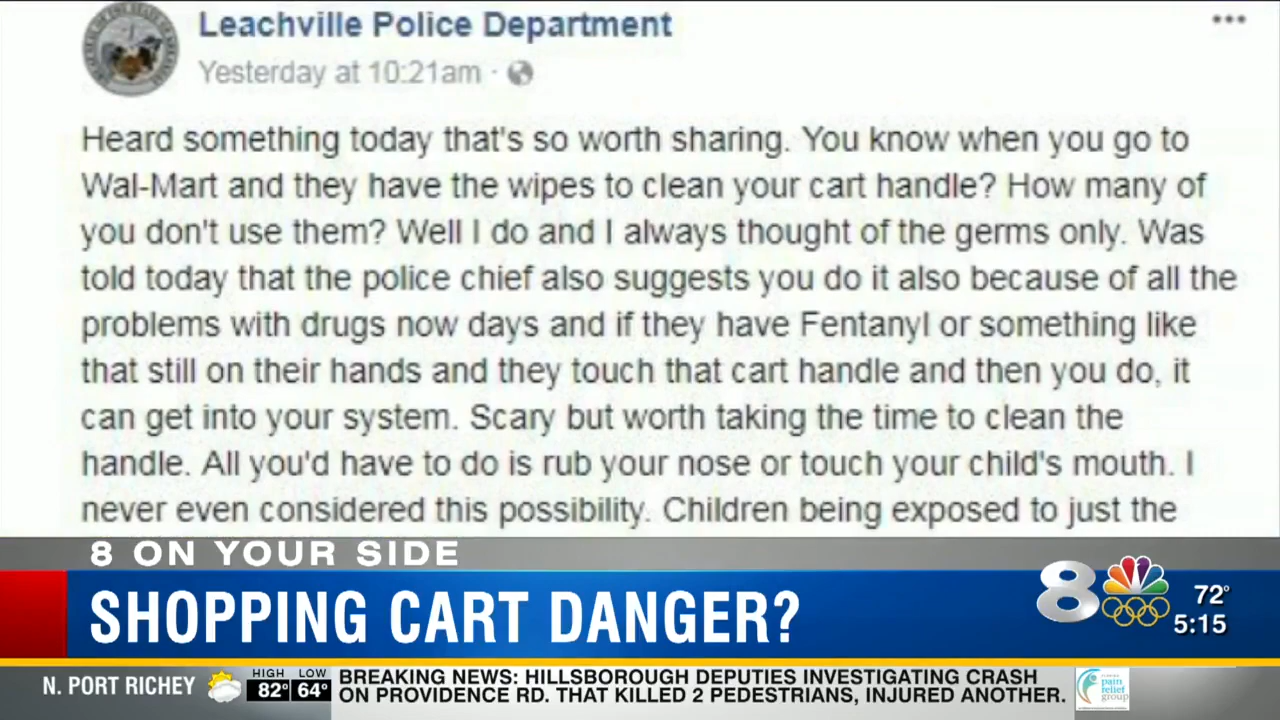 Leachville Police Department
Yesterday at 10:21am
Heard something today that's so worth sharing. You know when you go to
Wal-Mart and they have the wipes to clean your cart handle? How many of
you don't use them? Well I do and I always thought of the germs only. Was
told today that the police chief also suggests you do it also because of all the
problems with drugs now days and if they have Fentanyl or something like
that still on their hands and they touch that cart handle and then you do, it
can get into your system. Scary but worth taking the time to clean the
handle. All you'd have to do is rub your nose or touch your child's mouth. I
never even considered this possibility. Children being exposed to just the
8 ON YOUR SIDE
SHOPPING CART DANGER?
8
72°
5:15
N. PORT RICHEY
HIGH LOW
82° 64°
BREAKING NEWS: HILLSBOROUGH DEPUTIES INVESTIGATING CRASH
ON PROVIDENCE RD. THAT KILLED 2 PEDESTRIANS, INJURED ANOTHER.
pain
relief
group